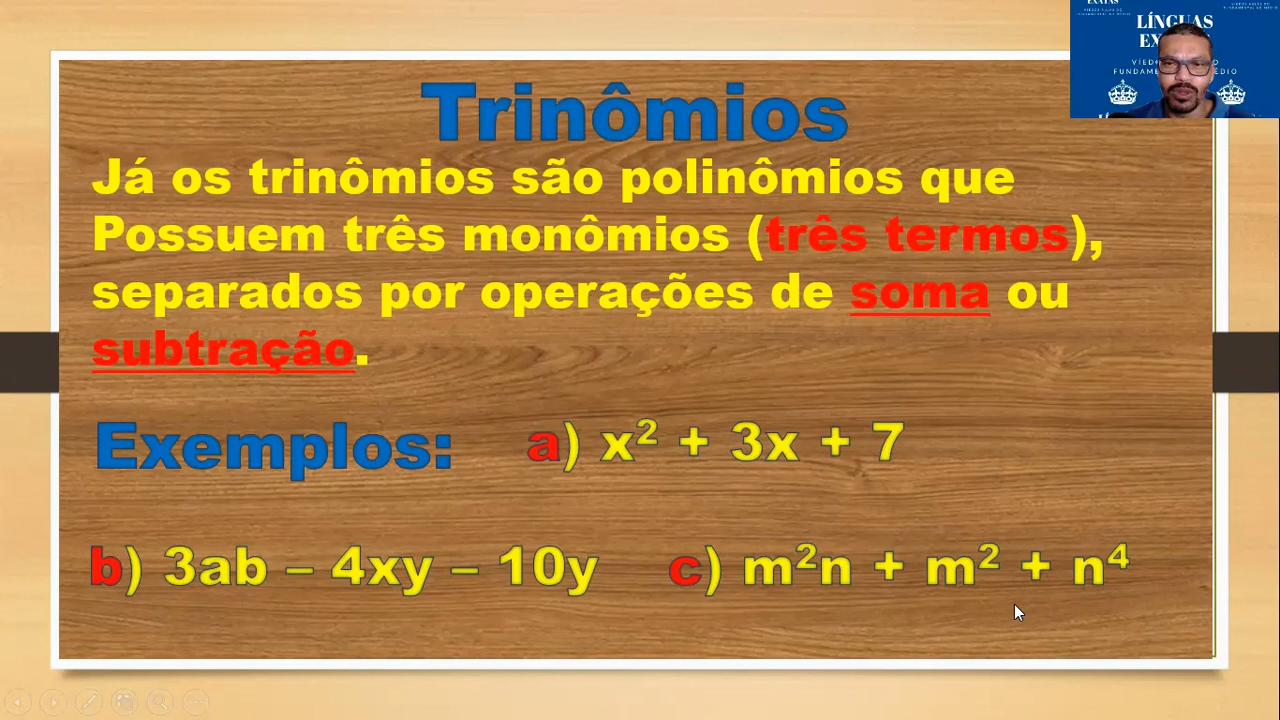 Trinômios
Já os trinômios são polinômios que
Possuem três monômios (três termos),
separados por operações de soma ou
subtração.
Exemplos: a) x² + 3x + 7
b) 3ab – 4xy – 10y c) m²n + m² + n⁴
LÍNGUAS